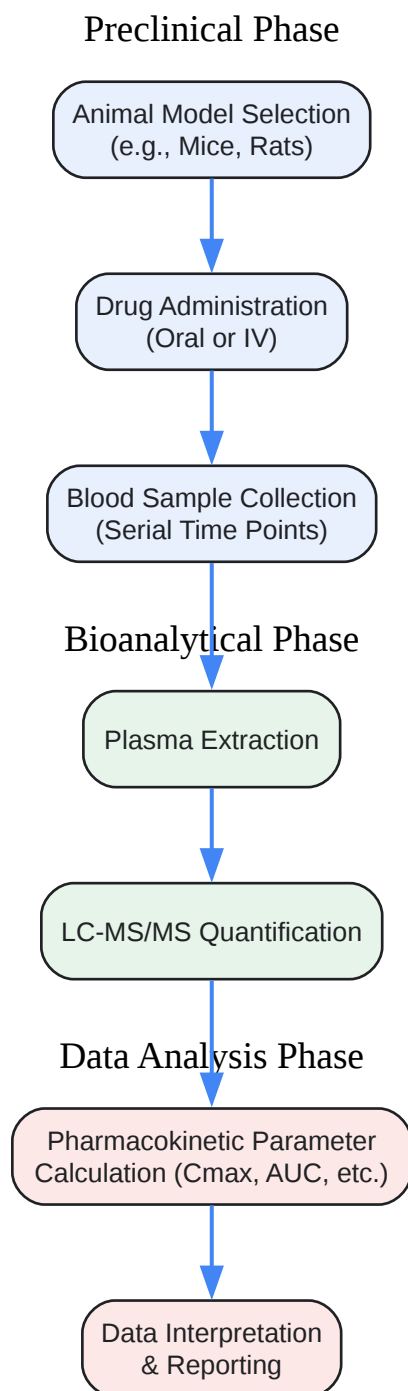 Preclinical Phase
Animal Model Selection
(e.g., Mice, Rats)
Drug Administration
(Oral or IV)
Blood Sample Collection
(Serial Time Points)
Bioanalytical Phase
Plasma Extraction
LC-MS/MS Quantification
Data Analysis Phase
Pharmacokinetic Parameter
Calculation (Cmax, AUC, etc.)
Data Interpretation
& Reporting